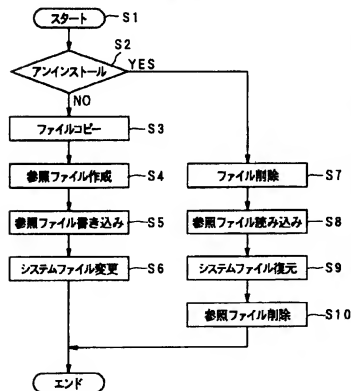 スタート S1
S2
アンインストール YES
NO
ファイルコピー S3
参照ファイル作成 S4
ファイル削除 S7
参照ファイル書き込み S5
参照ファイル読み込み S8
システムファイル変更 S6
システムファイル復元 S9
参照ファイル削除 S10
エンド